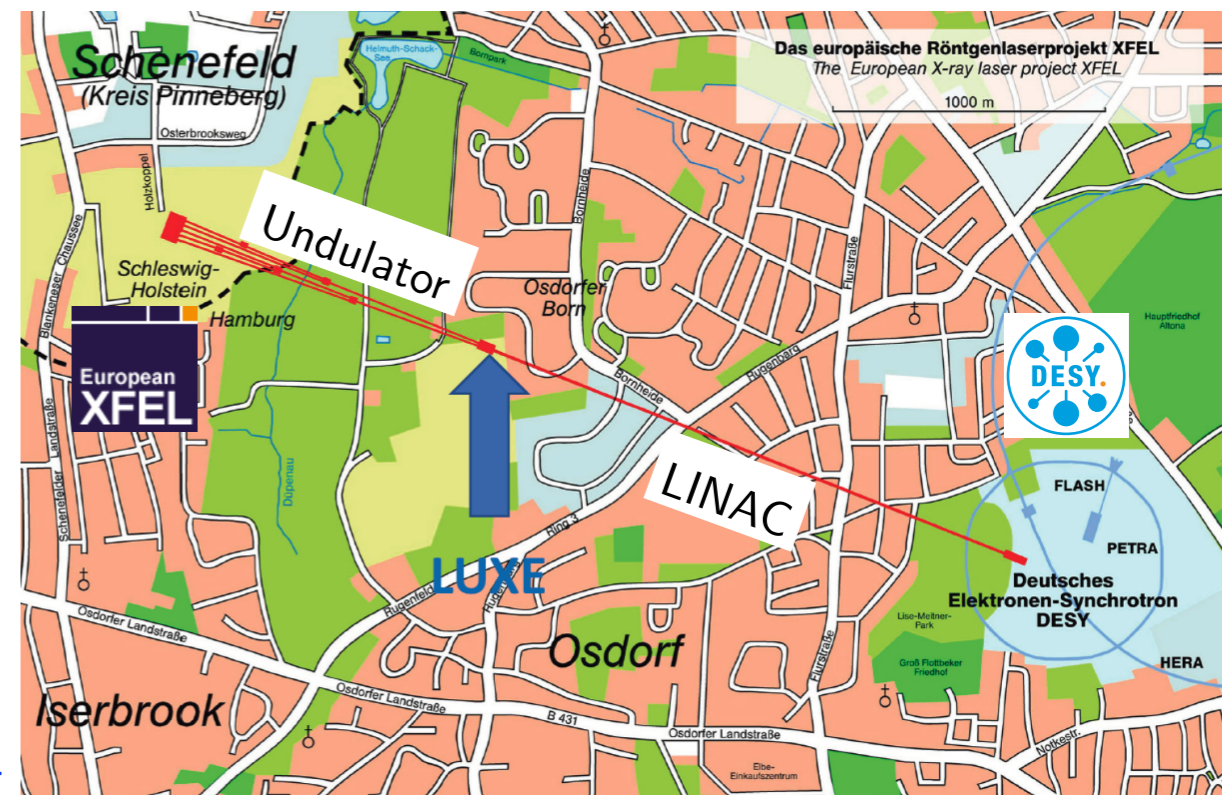 Schenefeld
(Kreis Pinneberg)
Helmuth-Schack-
See
Bornpark
Das europäische Röntgenlaserprojekt XFEL
The European X-ray laser project XFEL
1000 m
Osterbrooksweg
Holzkoppel
Blankeneser Chaussee
Undulator
Bornheide
Flurstraße
Schleswig-
Holstein
Hamburg
Osdorfer
Born
Hauptfriedhof
Altona
European
XFEL
DESY.
Bornheide
Rugenbarg
Schenefelder Landstraße
Düpenau
LINAC
Ring 3
FLASH
PETRA
LUXE
Rugenfeld
Deutsches
Elektronen-Synchrotron
DESY
Lise-Meitner-
Park
Osdorfer Landstraße
Osdorf
Flurstraße
Groß Flottbeker
Friedhof
HERA
Iserbrook
Osdorfer Landstraße
B 431
Osdorfer Landstraße
Notkestr.
Elbe-
Einkaufszentrum